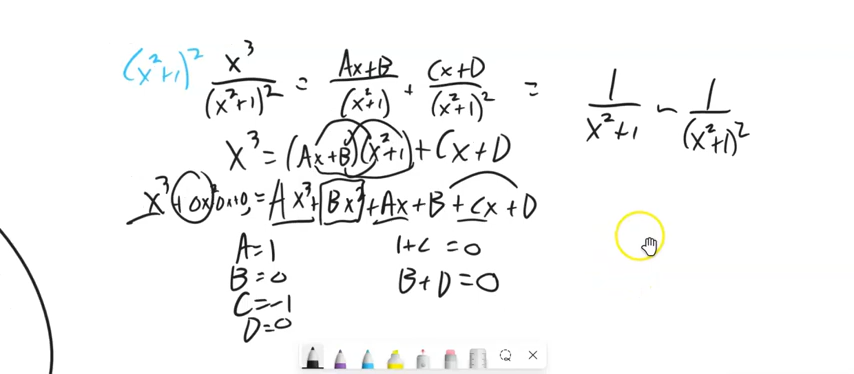 (x²+1)² x³/(x²+1)² = Ax+B/(x²+1) + Cx+D/(x²+1)² = 1/x²+1 - 1/(x²+1)²
x³ = (Ax+B)(x²+1) + Cx+D
x³ + 0x² 0x+0 = Ax³ + Bx² + Ax + B + Cx + D
A=1 1+C=0
B=0 B+D=0
C=-1
D=0